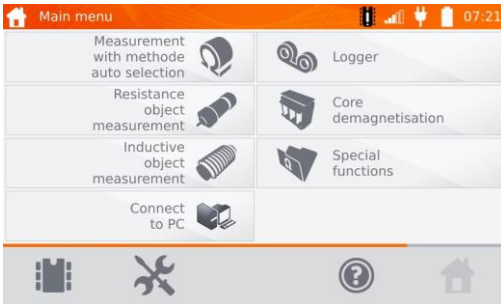 Main menu
07:21
Measurement
with methode
auto selection
Logger
Resistance
object
measurement
Core
demagnetisation
Inductive
object
measurement
Special
functions
Connect
to PC